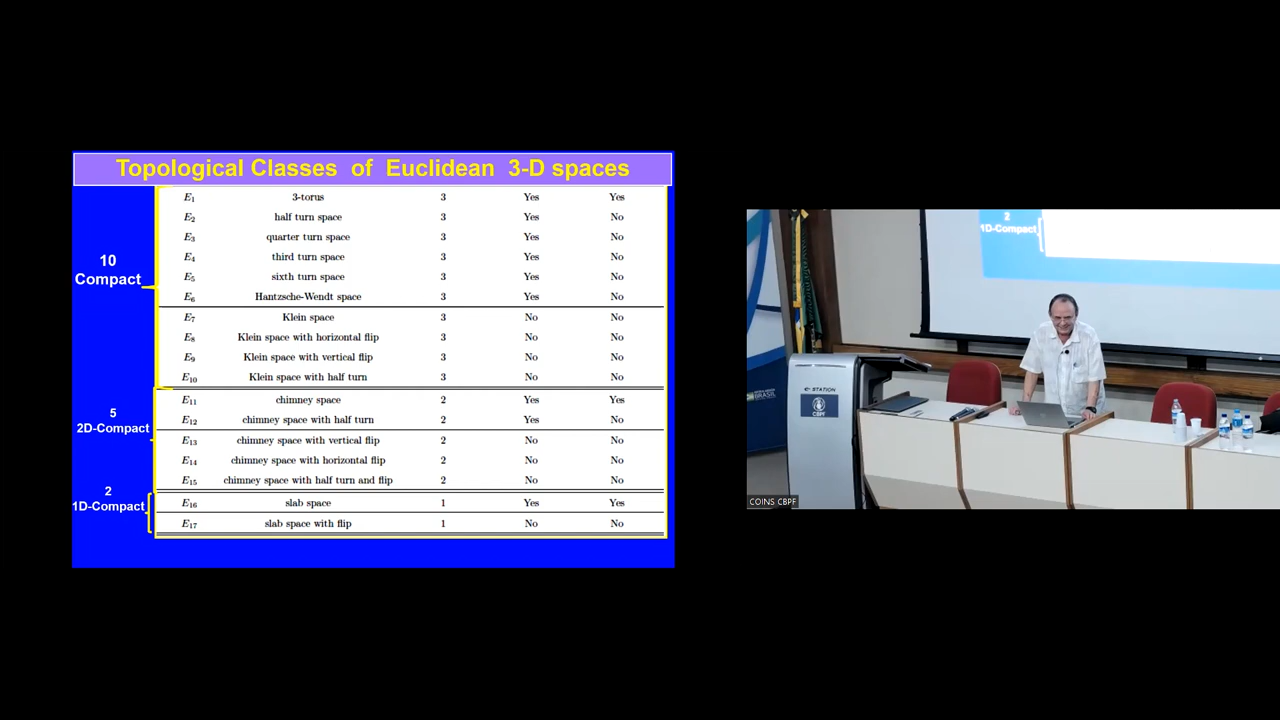 Topological Classes of Euclidean 3-D spaces
10
Compact
5
2D-Compact
2
1D-Compact
E1 3-torus 3 Yes Yes
E2 half turn space 3 Yes No
E3 quarter turn space 3 Yes No
E4 third turn space 3 Yes No
E5 sixth turn space 3 Yes No
E6 Hantzsche-Wendt space 3 Yes No
E7 Klein space 3 No No
E8 Klein space with horizontal flip 3 No No
E9 Klein space with vertical flip 3 No No
E10 Klein space with half turn 3 No No
E11 chimney space 2 Yes Yes
E12 chimney space with half turn 2 Yes No
E13 chimney space with vertical flip 2 No No
E14 chimney space with horizontal flip 2 No No
E15 chimney space with half turn and flip 2 No No
E16 slab space 1 Yes Yes
E17 slab space with flip 1 No No
2
1D-Compact
STATION
CBPF
BRASIL
COINS CBPF